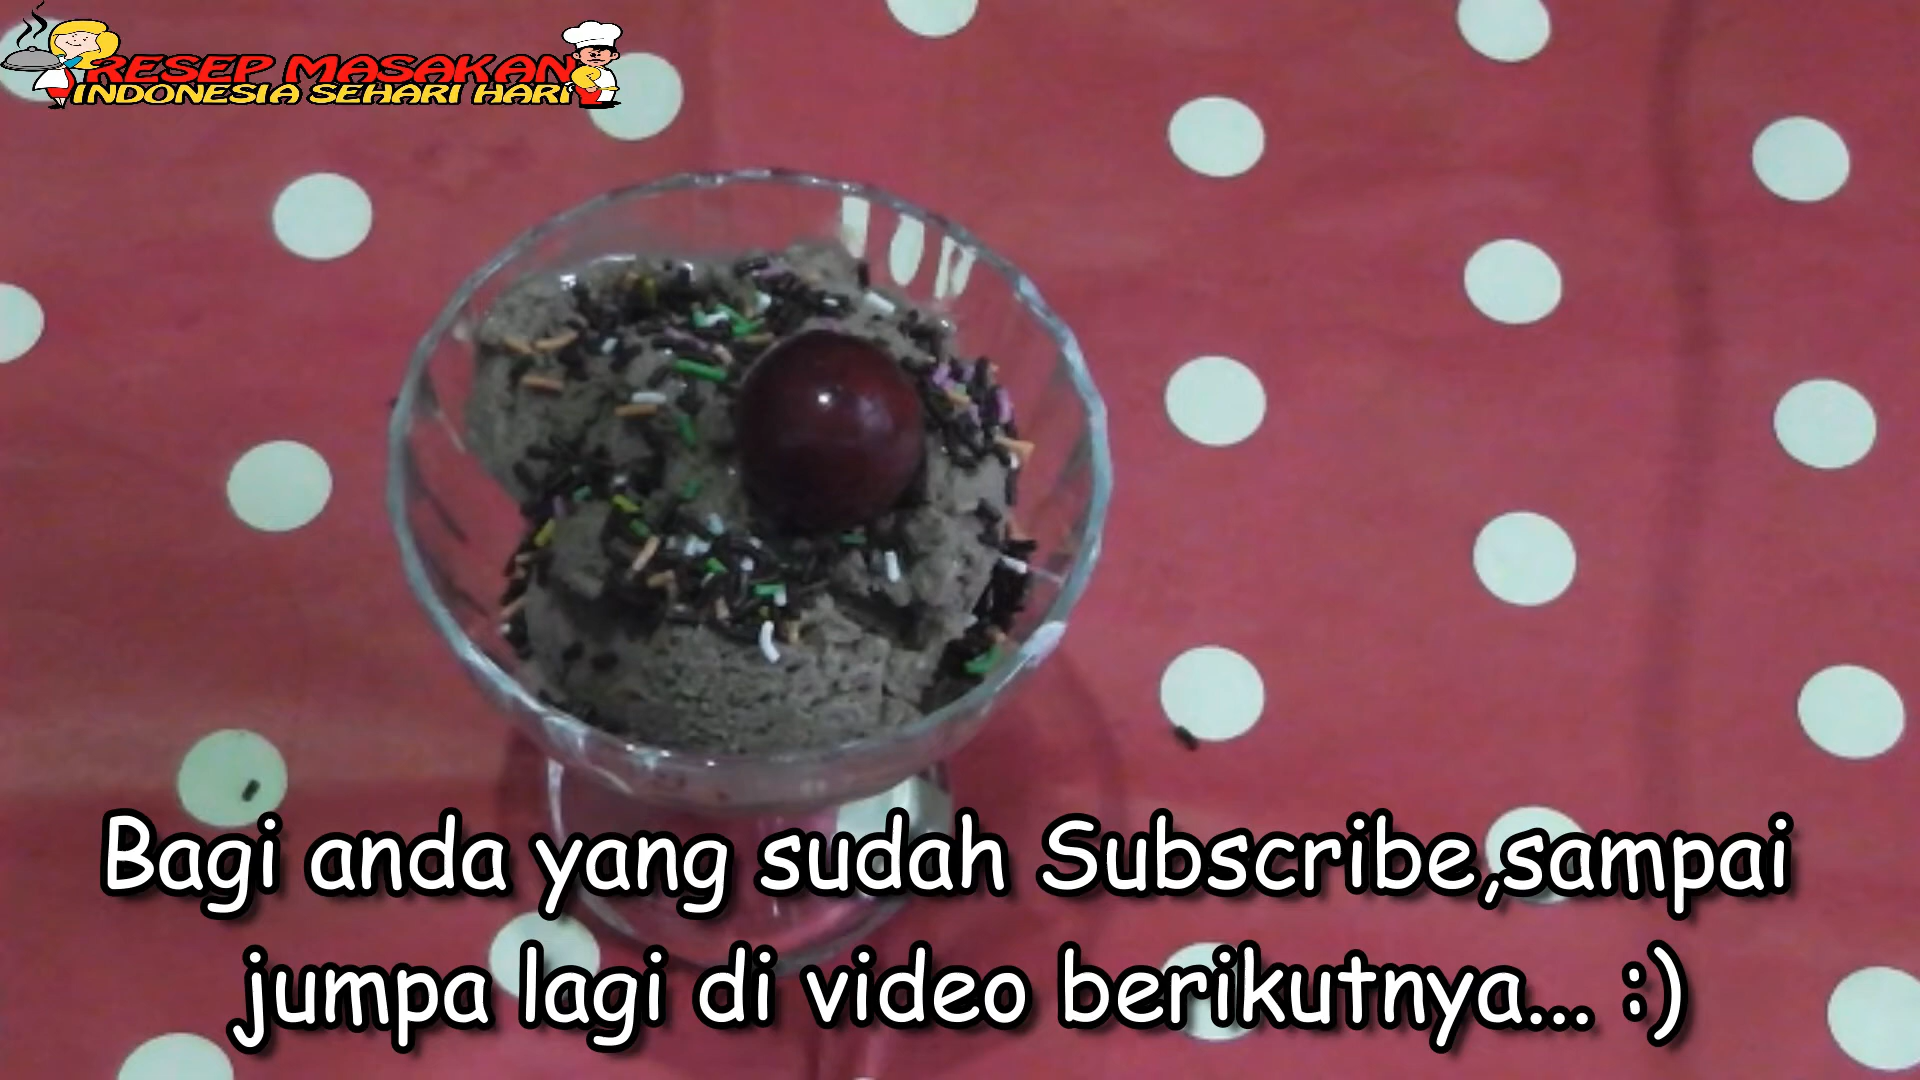 RESEP MASAKAN
INDONESIA SEHARI HARI
Bagi anda yang sudah Subscribe,sampai
jumpa lagi di video berikutnya... :)